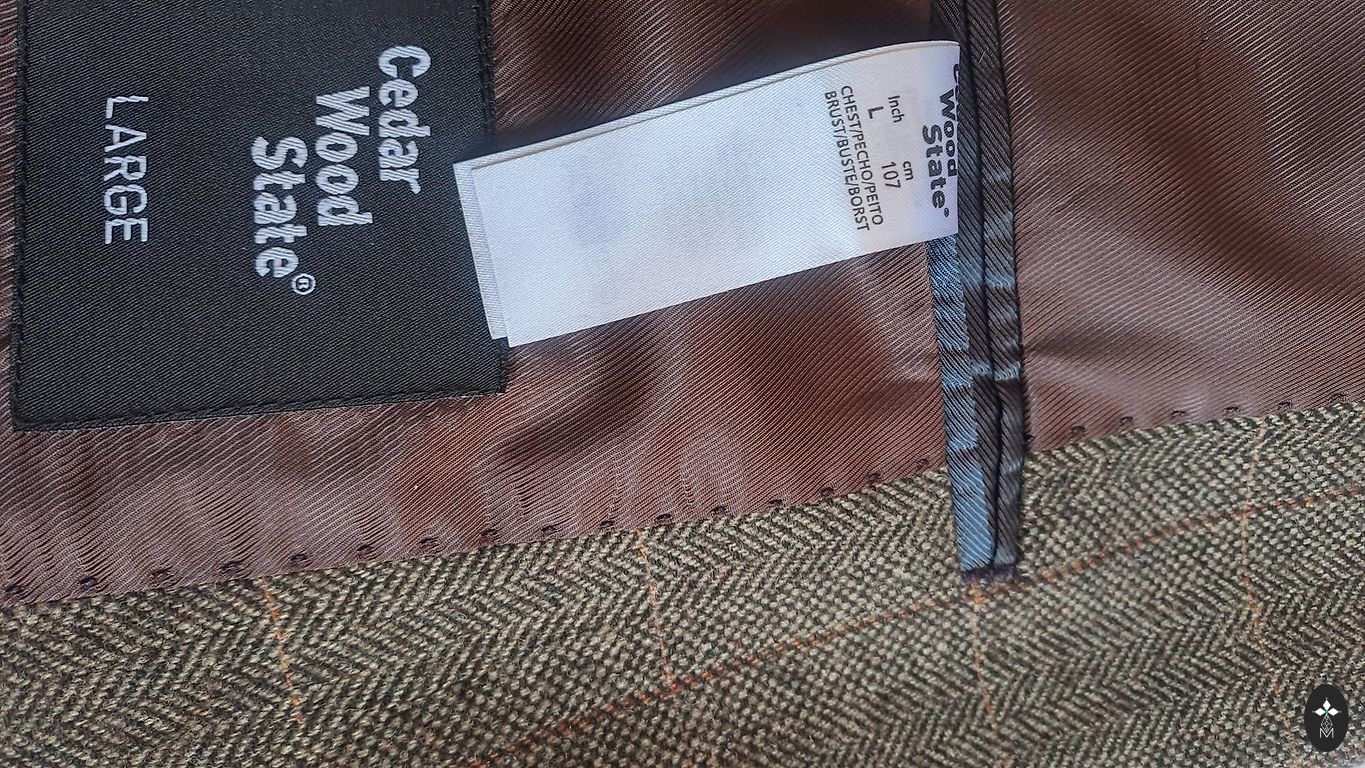 Cedar
Wood
State®
LARGE
Wood
State®
Inch cm
L 107
CHEST/PECHO/PEITO
BRUST/BUSTE/BORST
M